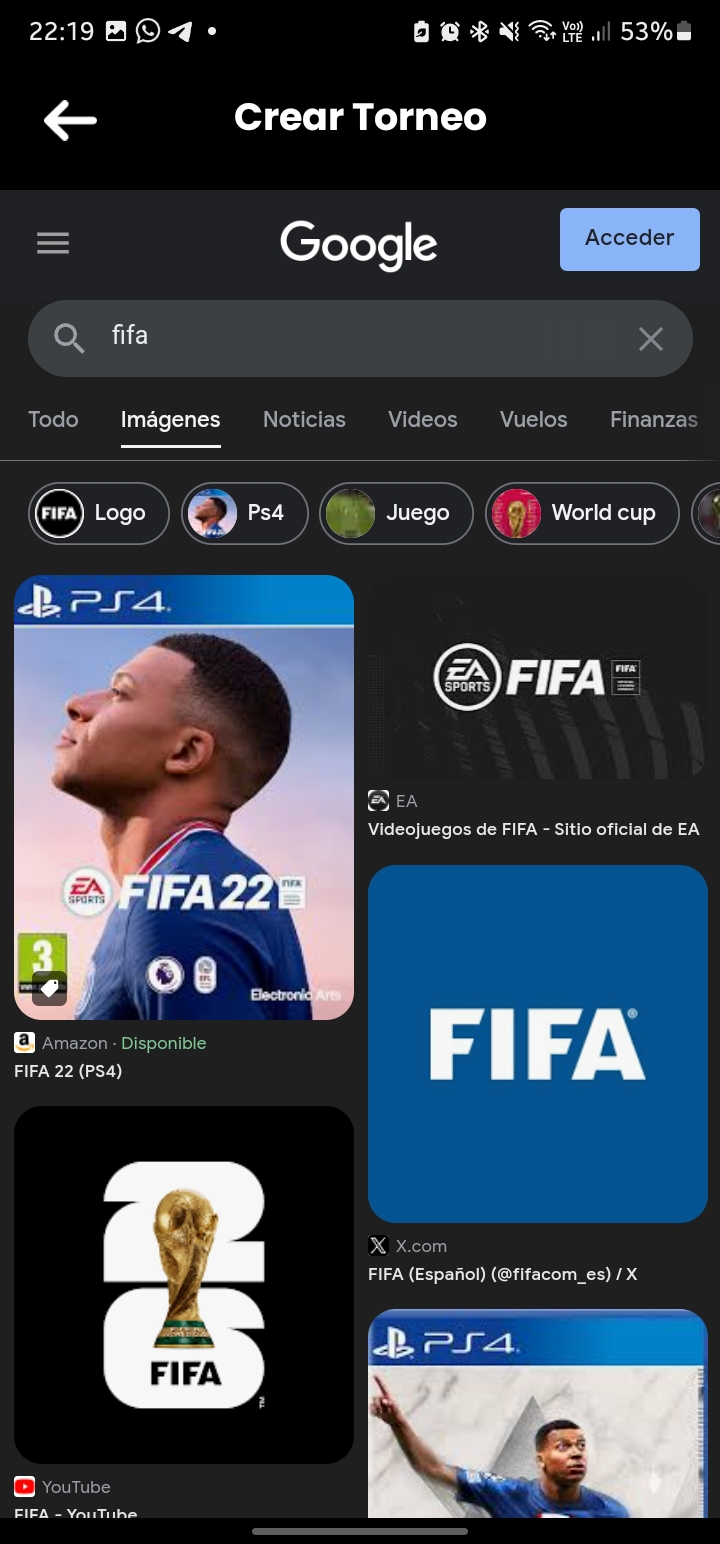 22:19
Vo))
LTE
53%
Crear Torneo
Google
Acceder
fifa
Todo
Imágenes
Noticias
Videos
Vuelos
Finanzas
FIFA
Logo
Ps4
Juego
World cup
PS4
EA
SPORTS
FIFA 22
FIFA
3
Electronic Arts
Amazon · Disponible
FIFA 22 (PS4)
EA
SPORTS
FIFA
FIFA
EA
Videojuegos de FIFA - Sitio oficial de EA
FIFA®
X.com
FIFA (Español) (@fifacom_es) / X
26
FIFA
TM
YouTube
FIFA - YouTube
PS4